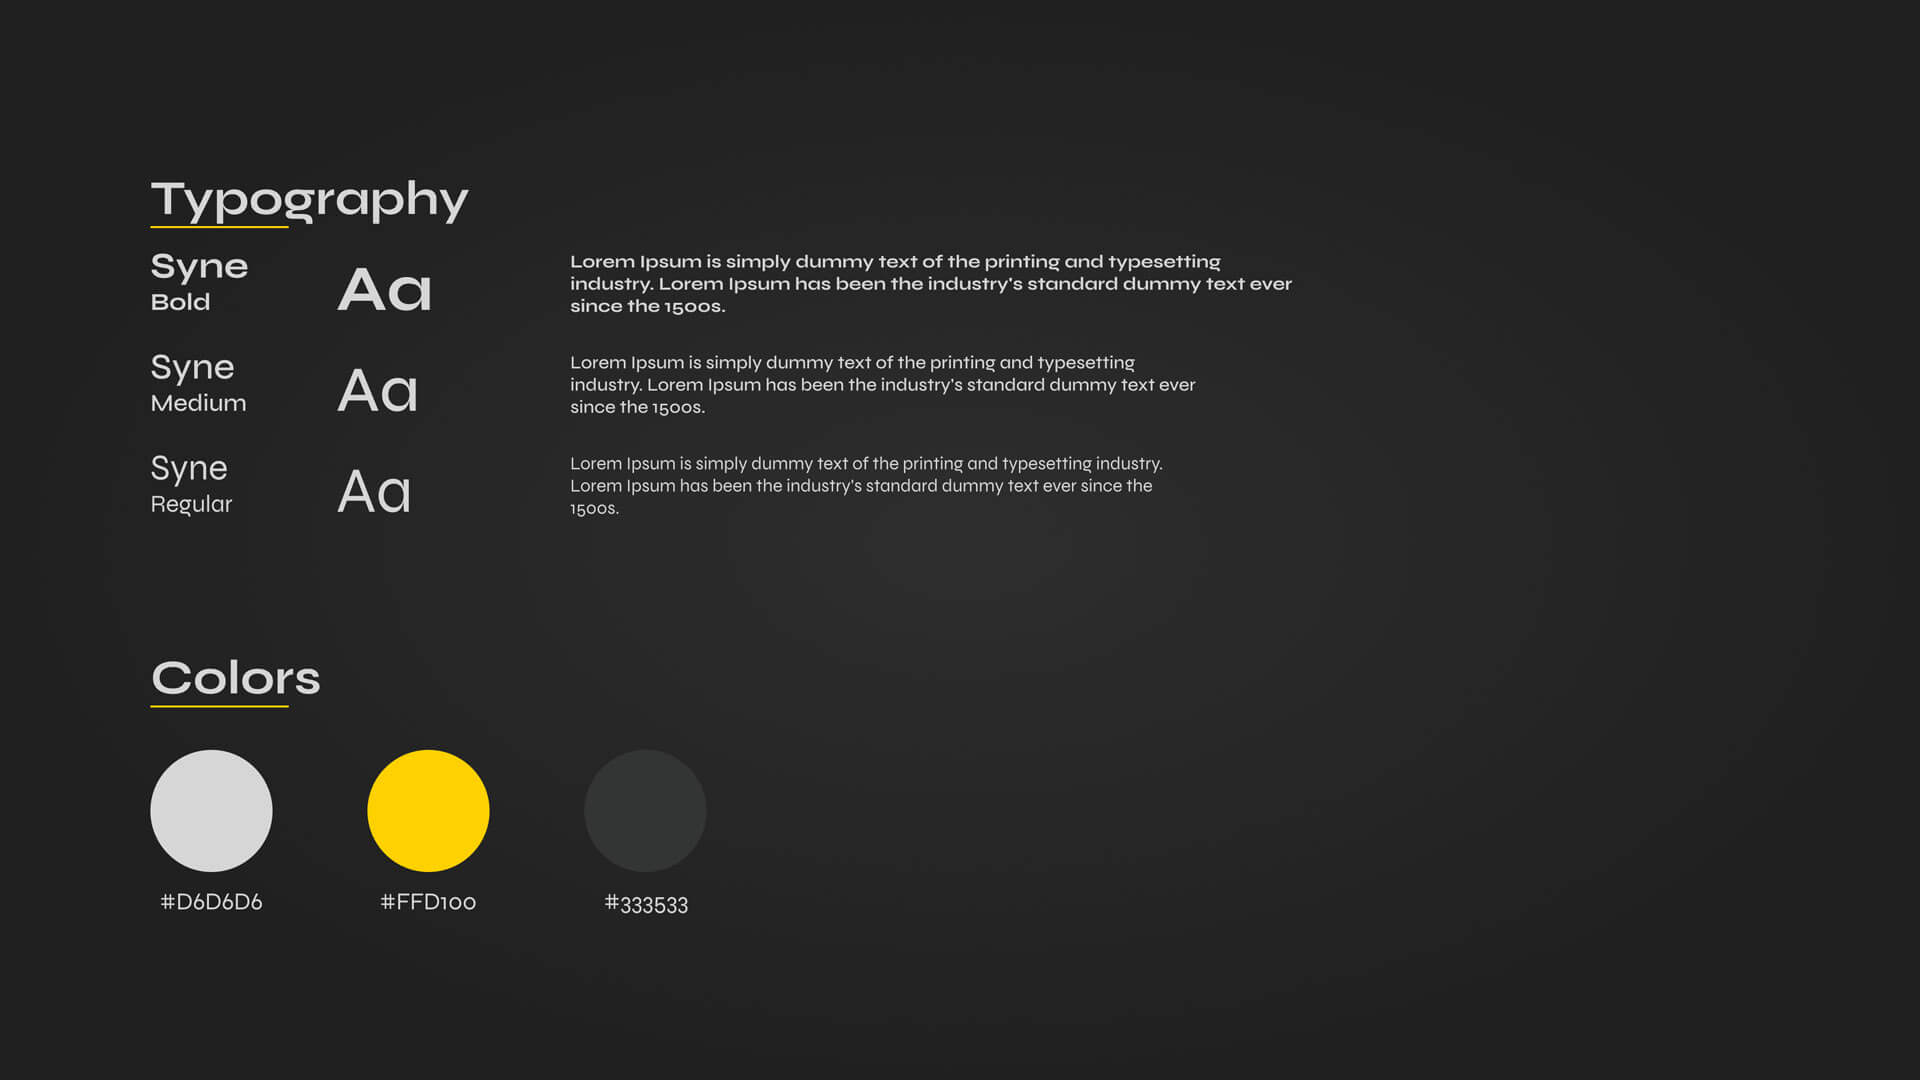 Typography
Syne
Bold
Aa
Lorem Ipsum is simply dummy text of the printing and typesetting
industry. Lorem Ipsum has been the industry's standard dummy text ever
since the 1500s.
Syne
Medium
Aa
Lorem Ipsum is simply dummy text of the printing and typesetting
industry. Lorem Ipsum has been the industry's standard dummy text ever
since the 1500s.
Syne
Regular
Aa
Lorem Ipsum is simply dummy text of the printing and typesetting industry.
Lorem Ipsum has been the industry's standard dummy text ever since the
1500s.
Colors
#D6D6D6
#FFD100
#333533